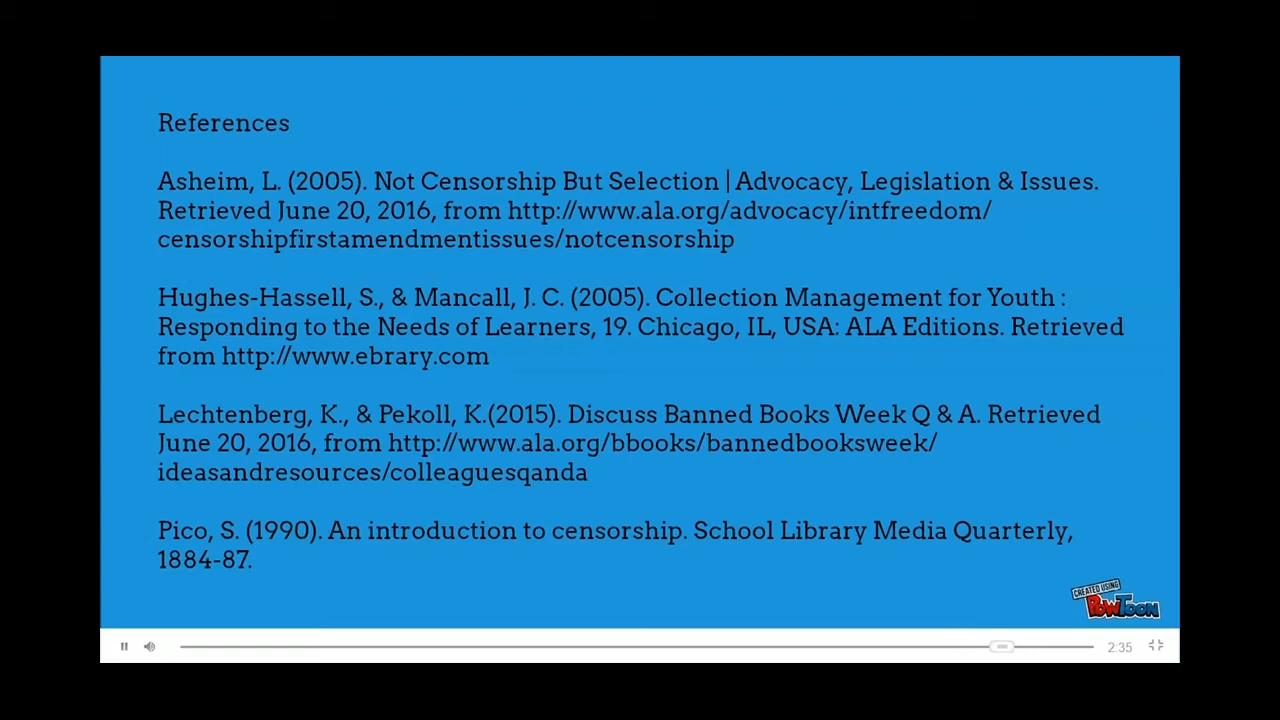 References
Asheim, L. (2005). Not Censorship But Selection | Advocacy, Legislation & Issues.
Retrieved June 20, 2016, from http://www.ala.org/advocacy/intfreedom/
censorshipfirstamendmentissues/notcensorship
Hughes-Hassell, S., & Mancall, J. C. (2005). Collection Management for Youth :
Responding to the Needs of Learners, 19. Chicago, IL, USA: ALA Editions. Retrieved
from http://www.ebrary.com
Lechtenberg, K., & Pekoll, K.(2015). Discuss Banned Books Week Q & A. Retrieved
June 20, 2016, from http://www.ala.org/bbooks/bannedbooksweek/
ideasandresources/colleaguesqanda
Pico, S. (1990). An introduction to censorship. School Library Media Quarterly,
1884-87.
CREATED USING
POWTOON
2:35